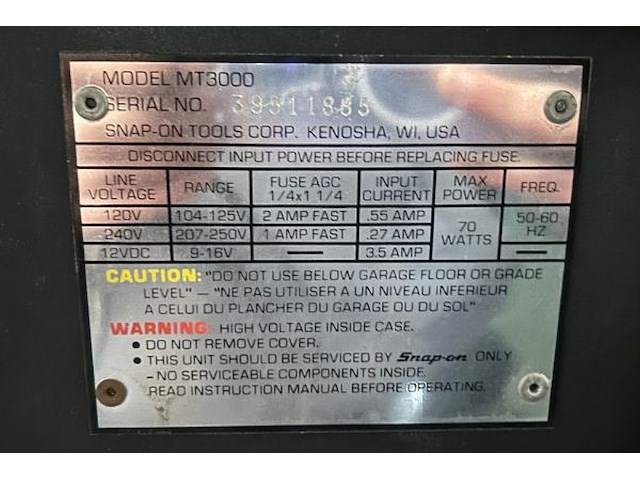 MODEL MT3000
SERIAL NO. 39511885
SNAP-ON TOOLS CORP. KENOSHA, WI, USA
DISCONNECT INPUT POWER BEFORE REPLACING FUSE.
LINE VOLTAGE RANGE FUSE AGC 1/4x1 1/4 INPUT CURRENT MAX POWER FREQ.
120V 104-125V 2 AMP FAST .55 AMP 70 WATTS 50-60 HZ
240V 207-250V 1 AMP FAST .27 AMP
12VDC 9-16V — 3.5 AMP —
CAUTION: "DO NOT USE BELOW GARAGE FLOOR OR GRADE
LEVEL" – "NE PAS UTILISER A UN NIVEAU INFERIEUR
A CELUI DU PLANCHER DU GARAGE OU DU SOL"
WARNING: HIGH VOLTAGE INSIDE CASE.
• DO NOT REMOVE COVER.
• THIS UNIT SHOULD BE SERVICED BY Snap-on ONLY
– NO SERVICEABLE COMPONENTS INSIDE.
READ INSTRUCTION MANUAL BEFORE OPERATING.